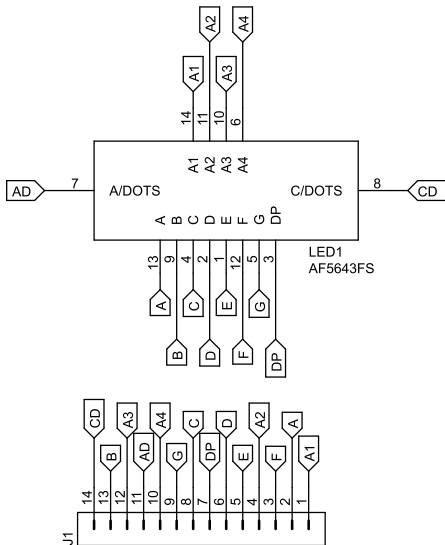 A1
A2
A3
A4
14
11
10
6
A1
A2
A3
A4
AD
7
A/DOTS
C/DOTS
8
CD
A
B
C
D
E
F
G
DP
13
9
4
2
1
12
5
3
LED1
AF5643FS
A
B
C
D
E
F
G
DP
CD
B
A3
AD
A4
G
C
DP
D
E
A2
F
A
A1
14
13
12
11
10
9
8
7
6
5
4
3
2
1
J1